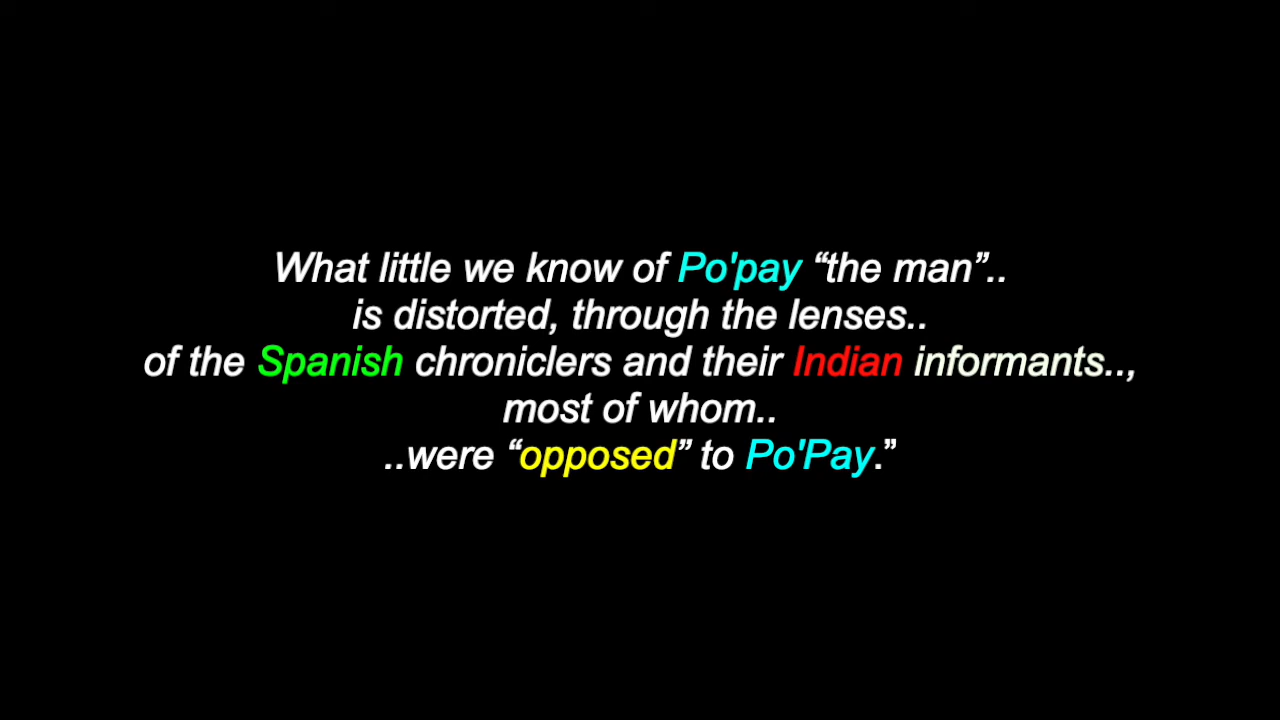 What little we know of Po'pay “the man”..
is distorted, through the lenses..
of the Spanish chroniclers and their Indian informants..,
most of whom..
..were “opposed” to Po'Pay.”